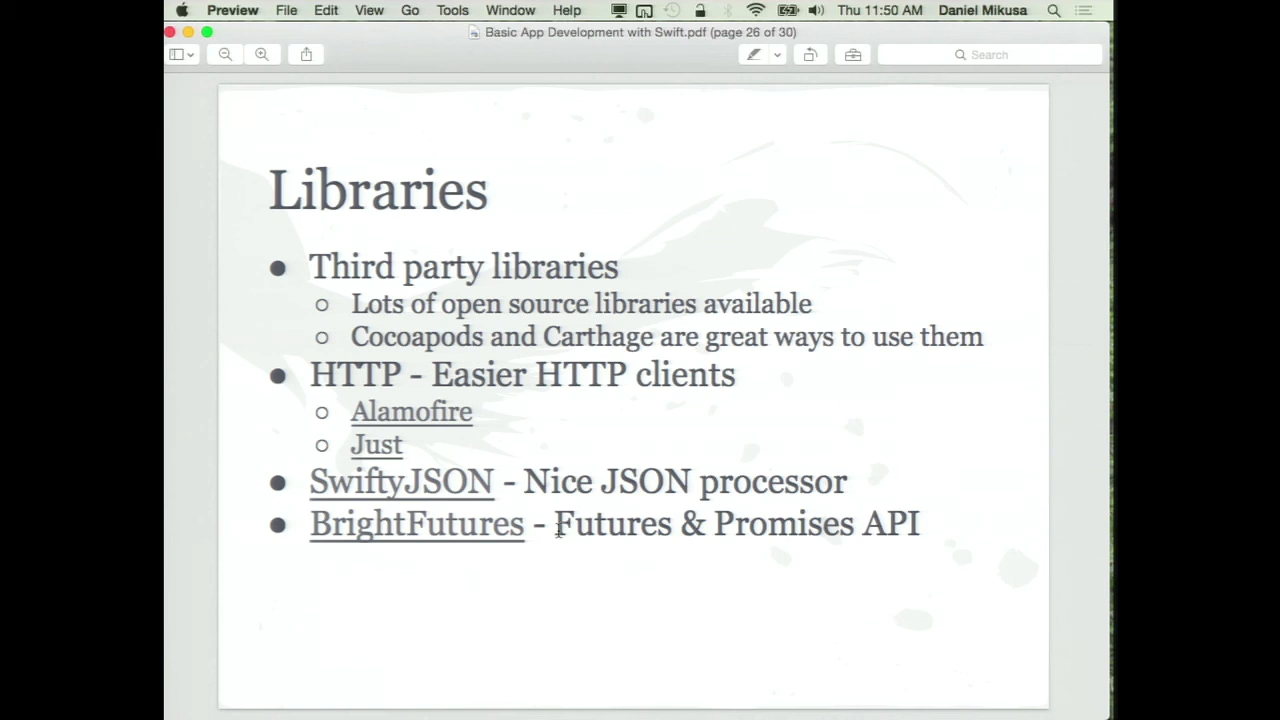 Preview File Edit View Go Tools Window Help Thu 11:50 AM Daniel Mikusa
Basic App Development with Swift.pdf (page 26 of 30)
Search
Libraries
● Third party libraries
○ Lots of open source libraries available
○ Cocoapods and Carthage are great ways to use them
● HTTP - Easier HTTP clients
○ Alamofire
○ Just
● SwiftyJSON - Nice JSON processor
● BrightFutures - Futures & Promises API